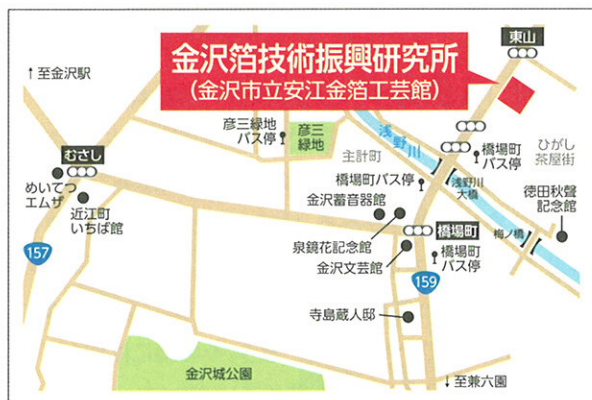 東山
金沢箔技術振興研究所
(金沢市立安江金箔工芸館)
↑至金沢駅
彦三緑地
バス停
彦三
緑地
浅野川
主計町
橋場町
バス停
ひがし
茶屋街
むさし
めいてつ
エムザ
近江町
いちば館
橋場町バス停
浅野川
大橋
徳田秋聲
記念館
金沢蓄音器館
泉鏡花記念館
金沢文芸館
橋場町
梅ノ橋
橋場町
バス停
157
159
寺島蔵人邸
金沢城公園
↓至兼六園